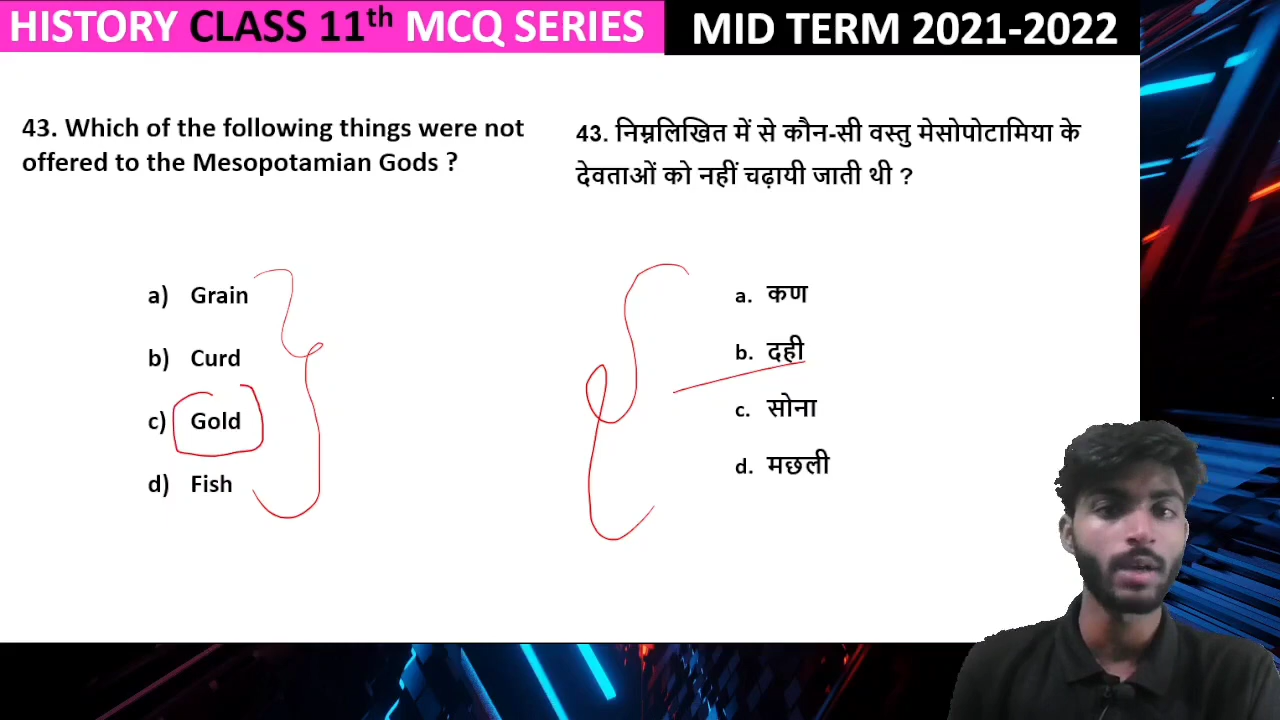 HISTORY CLASS 11th MCQ SERIES
MID TERM 2021-2022
43. Which of the following things were not
offered to the Mesopotamian Gods ?
a) Grain
b) Curd
c) Gold
d) Fish
43. निम्नलिखित में से कौन-सी वस्तु मेसोपोटामिया के
देवताओं को नहीं चढ़ायी जाती थी ?
a. कण
b. दही
c. सोना
d. मछली